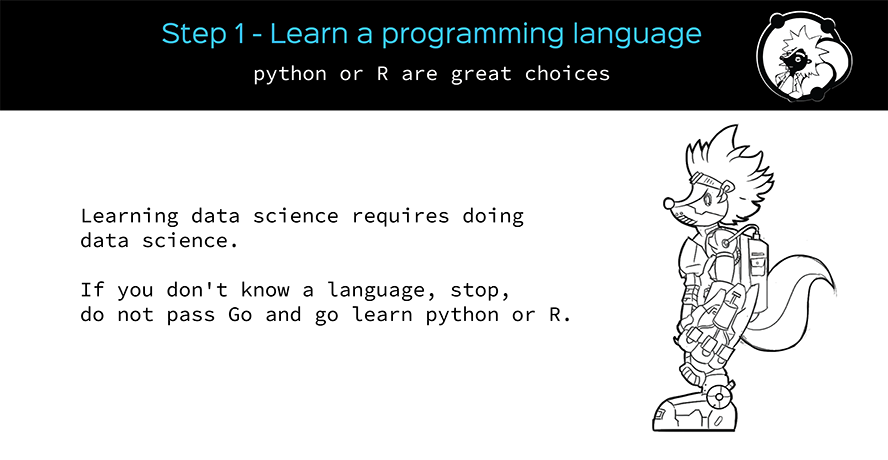 Step 1 - Learn a programming language
python or R are great choices
Learning data science requires doing
data science.
If you don't know a language, stop,
do not pass Go and go learn python or R.